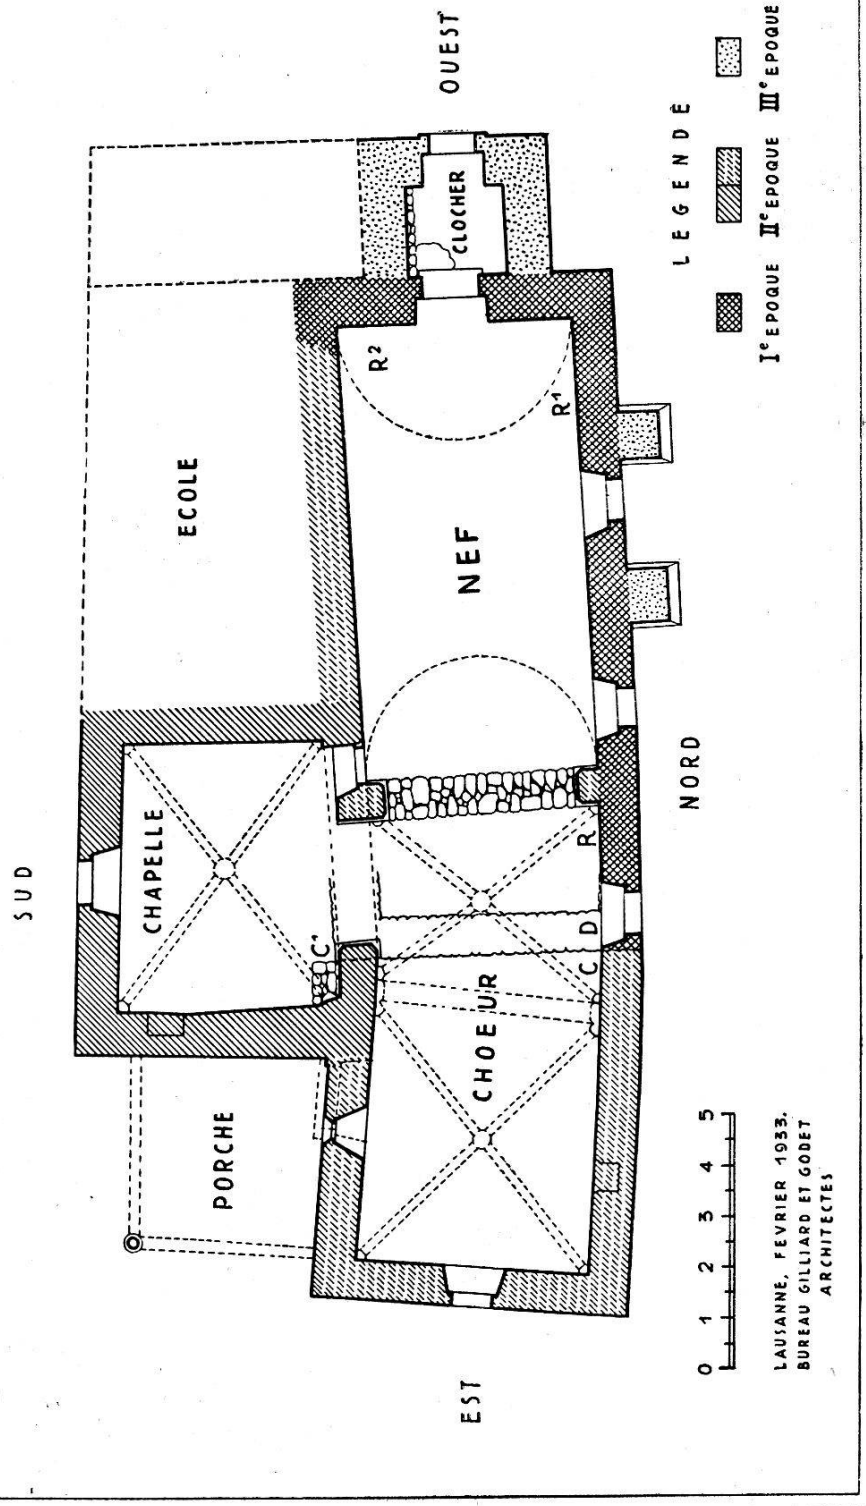 SUD
ECOLE
CHAPELLE
PORCHE
C¹
R²
R¹
NEF
CLOCHER
CHOEUR
C D R
EST
OUEST
NORD
0 1 2 3 4 5
LAUSANNE, FEVRIER 1933.
BUREAU GILLIARD ET GODET
ARCHITECTES
LEGENDE
Iᵉ EPOQUE IIᵉ EPOQUE IIIᵉ EPOQUE